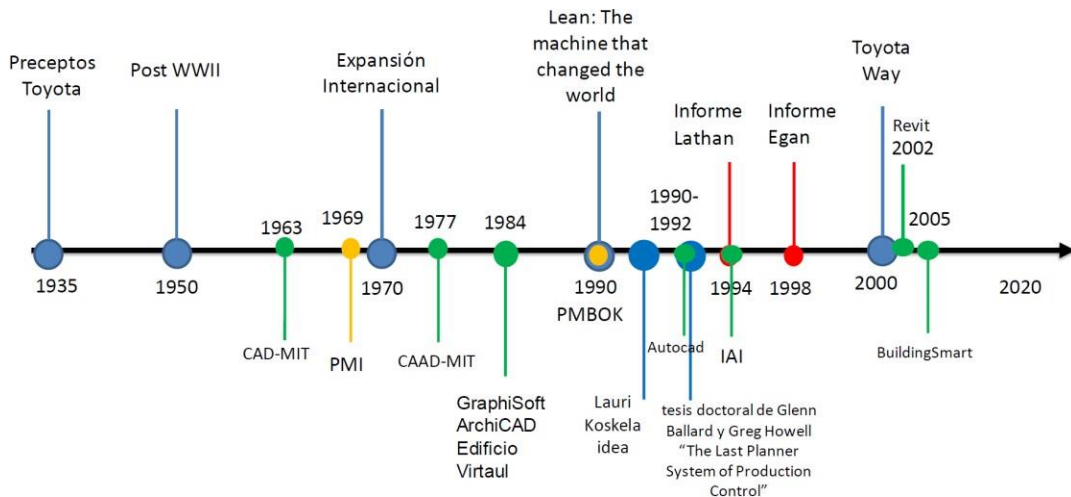 Preceptos
Toyota
Post WWII
Expansión
Internacional
Lean: The
machine that
changed the
world
Informe
Lathan
Informe
Egan
Toyota
Way
Revit
2002
1963
1969
1977
1984
1990-
1992
2005
1935
1950
1970
1990
1994
1998
2000
2020
CAD-MIT
PMI
CAAD-MIT
GraphiSoft
ArchiCAD
Edificio
Virtaul
PMBOK
Lauri
Koskela
idea
Autocad
IAI
tesis doctoral de Glenn
Ballard y Greg Howell
“The Last Planner
System of Production
Control”
BuildingSmart